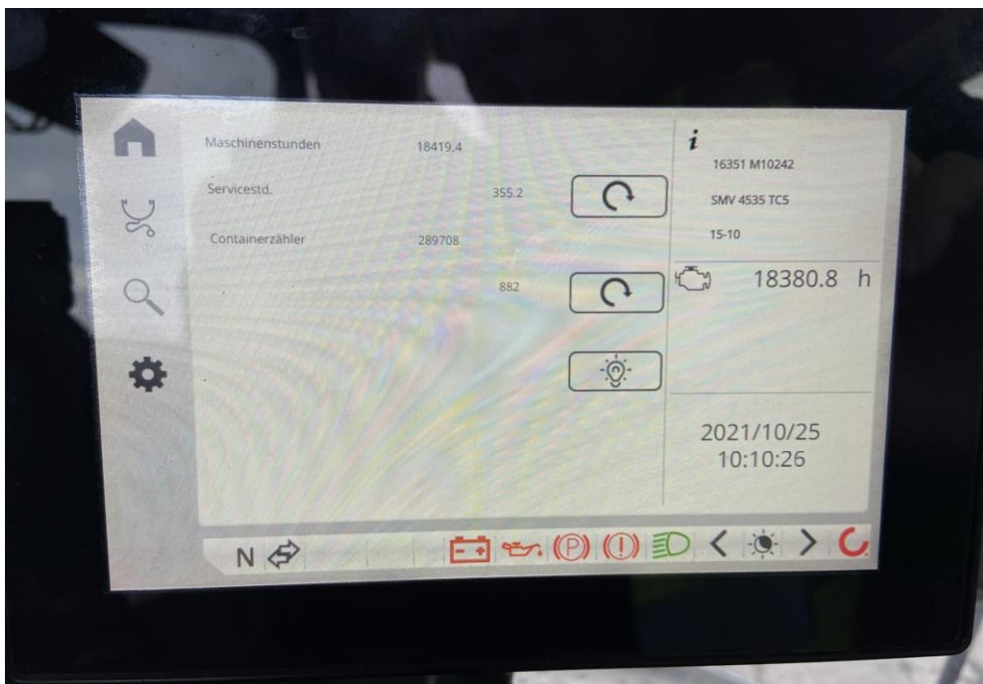 Maschinenstunden 18419.4
Servicestd. 355.2
Containerzähler 289708
882
i
16351 M10242
SMV 4535 TC5
15-10
18380.8 h
2021/10/25
10:10:26
N